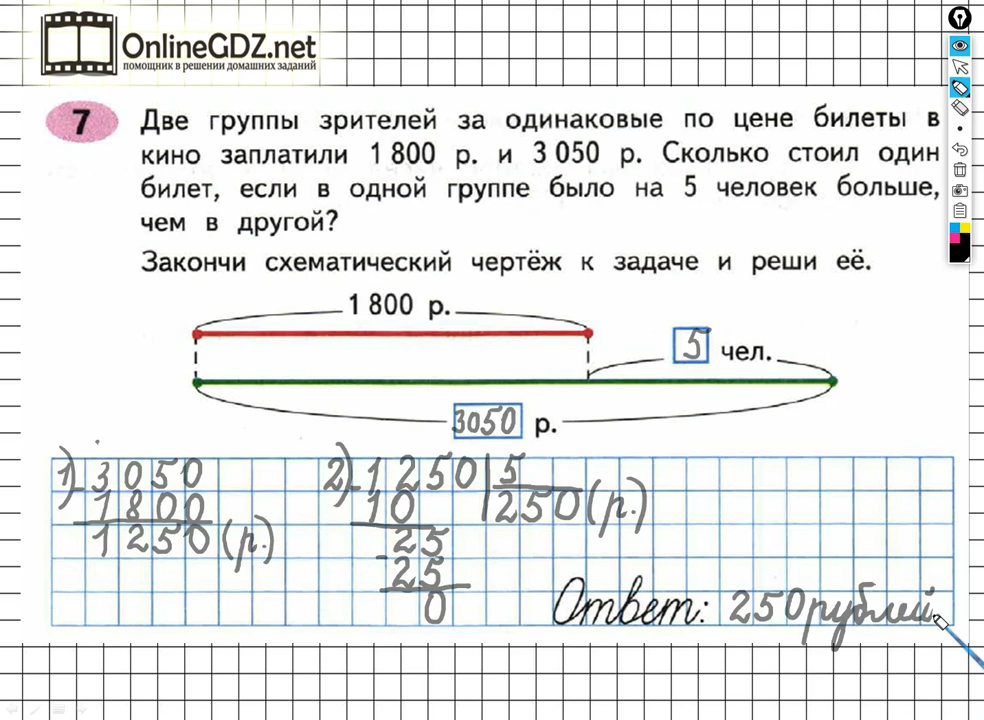 OnlineGDZ.net
помощник в решении домашних заданий
7
Две группы зрителей за одинаковые по цене билеты в
кино заплатили 1 800 р. и 3 050 р. Сколько стоил один
билет, если в одной группе было на 5 человек больше,
чем в другой?
Закончи схематический чертёж к задаче и реши её.
1 800 р.
5 чел.
3050 р.
1) - 3050
1800
1250 (р.)
2) - 1250 | 5
10 | 250 (р.)
- 25
25
0
Ответ: 250 рублей